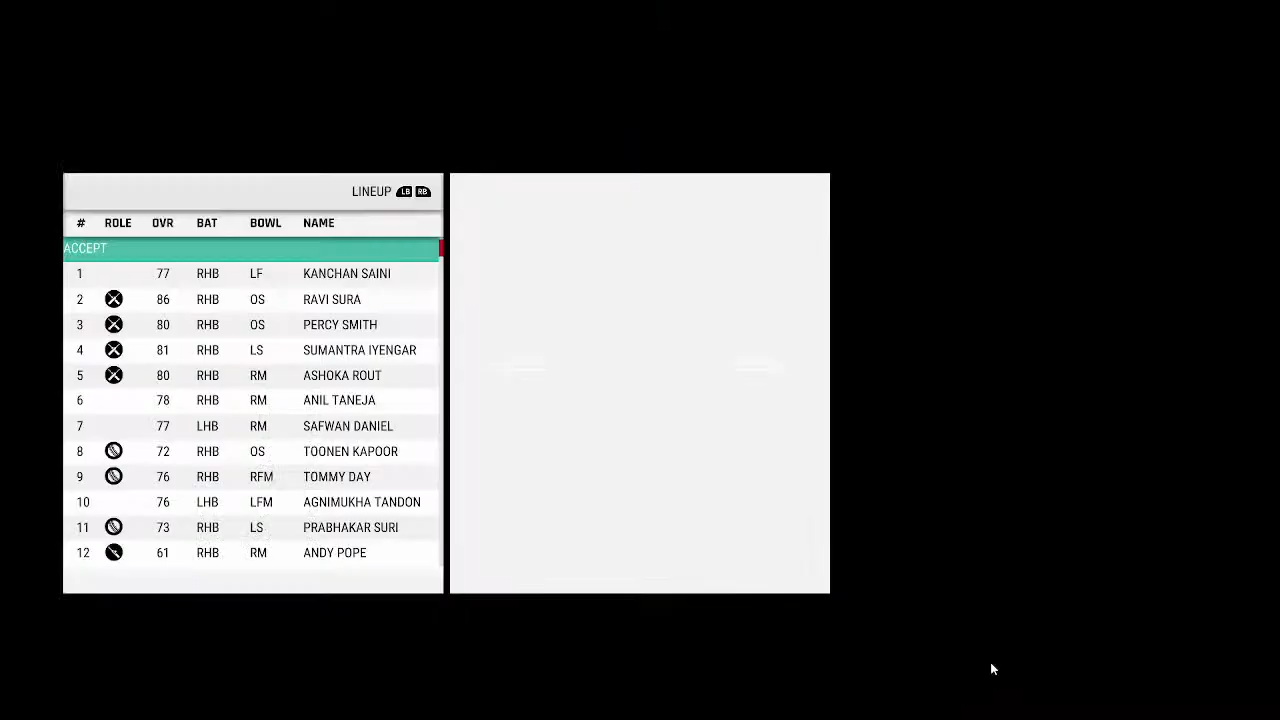 LINEUP LB RB
# ROLE OVR BAT BOWL NAME
ACCEPT
1 77 RHB LF KANCHAN SAINI
2 86 RHB OS RAVI SURA
3 80 RHB OS PERCY SMITH
4 81 RHB LS SUMANTRA IYENGAR
5 80 RHB RM ASHOKA ROUT
6 78 RHB RM ANIL TANEJA
7 77 LHB RM SAFWAN DANIEL
8 72 RHB OS TOONEN KAPOOR
9 76 RHB RFM TOMMY DAY
10 76 LHB LFM AGNIMUKHA TANDON
11 73 RHB LS PRABHAKAR SURI
12 61 RHB RM ANDY POPE